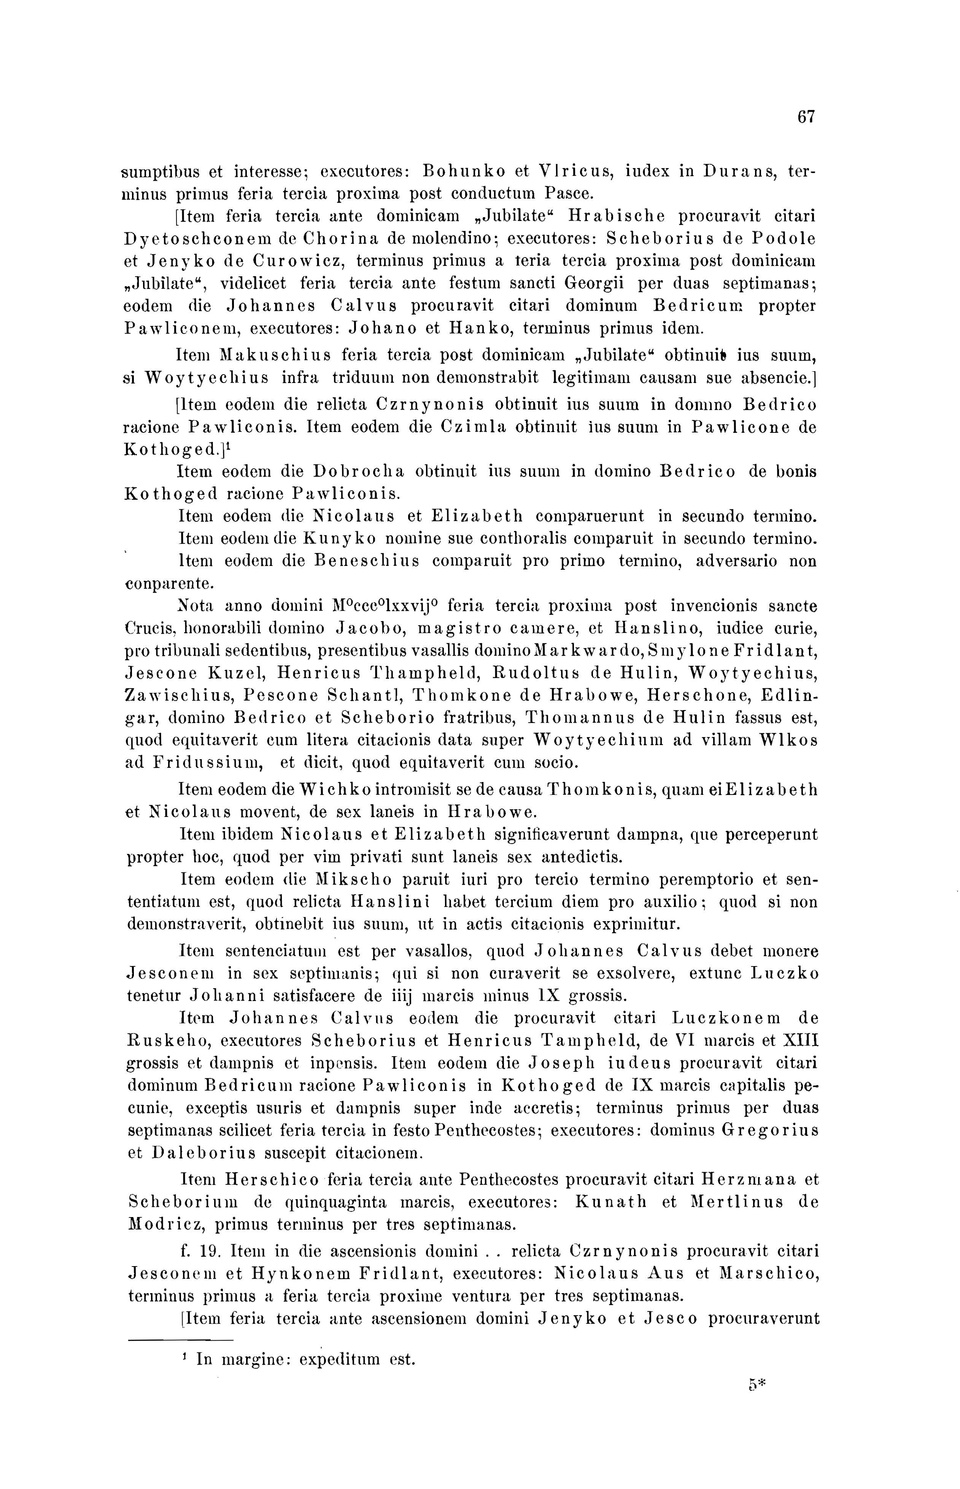 67
sumptibus et interesse; executores: Bohunko et Vlricus, iudex in Durans, ter-
minus primus feria tercia proxima post conductum Pasce.
[Item feria tercia ante dominicam „Jubilate“ Hrabische procuravit citari
Dyetoschconem de Chorina de molendino; executores: Scheborius de Podole
et Jenyko de Curowicz, terminus primus a feria tercia proxima post dominicam
„Jubilate“, videlicet feria tercia ante festum sancti Georgii per duas septimanas;
eodem die Johannes Calvus procuravit citari dominum Bedricum propter
Pawliconem, executores: Johano et Hanko, terminus primus idem.
Item Makuschius feria tercia post dominicam „Jubilate“ obtinuit ius suum,
si Woytyechius infra triduum non demonstrabit legitimam causam sue absencie.]
[Item eodem die relicta Czrnynonis obtinuit ius suum in domino Bedrico
racione Pawliconis. Item eodem die Czimla obtinuit ius suum in Pawlicone de
Kothoged.]¹
Item eodem die Dobrocha obtinuit ius suum in domino Bedrico de bonis
Kothoged racione Pawliconis.
Item eodem die Nicolaus et Elizabeth comparuerunt in secundo termino.
Item eodem die Kunyko nomine sue conthoralis comparuit in secundo termino.
Item eodem die Beneschius comparuit pro primo termino, adversario non
conparente.
Nota anno domini M⁰ccc⁰lxxvij⁰ feria tercia proxima post invencionis sancte
Crucis, honorabili domino Jacobo, magistro camere, et Hanslino, iudice curie,
pro tribunali sedentibus, presentibus vasallis domino Markwardo, Smylone Fridlant,
Jescone Kuzel, Henricus Thampheld, Rudoltus de Hulin, Woytyechius,
Zawischius, Pescone Schantl, Thomkone de Hrabowe, Herschone, Edlin-
gar, domino Bedrico et Scheborio fratribus, Thomannus de Hulin fassus est,
quod equitaverit cum litera citacionis data super Woytyechium ad villam Wlkos
ad Fridussium, et dicit, quod equitaverit cum socio.
Item eodem die Wichko intromisit se de causa Thomkonis, quam ei Elizabeth
et Nicolaus movent, de sex laneis in Hrabowe.
Item ibidem Nicolaus et Elizabeth significaverunt dampna, que perceperunt
propter hoc, quod per vim privati sunt laneis sex antedictis.
Item eodem die Mikscho paruit iuri pro tercio termino peremptorio et sen-
tentiatum est, quod relicta Hanslini habet tercium diem pro auxilio; quod si non
demonstraverit, obtinebit ius suum, ut in actis citacionis exprimitur.
Item sentenciatum est per vasallos, quod Johannes Calvus debet monere
Jesconem in sex septimanis; qui si non curaverit se exsolvere, extunc Luczko
tenetur Johanni satisfacere de iiij marcis minus IX grossis.
Item Johannes Calvus eodem die procuravit citari Luczkonem de
Ruskeho, executores Scheborius et Henricus Tampheld, de VI marcis et XIII
grossis et dampnis et inpensis. Item eodem die Joseph iudeus procuravit citari
dominum Bedricum racione Pawliconis in Kothoged de IX marcis capitalis pe-
cunie, exceptis usuris et dampnis super inde accretis; terminus primus per duas
septimanas scilicet feria tercia in festo Penthecostes; executores: dominus Gregorius
et Daleborius suscepit citacionem.
Item Herschico feria tercia ante Penthecostes procuravit citari Herzmana et
Scheborium de quinquaginta marcis, executores: Kunath et Mertlinus de
Modricz, primus terminus per tres septimanas.
f. 19. Item in die ascensionis domini . . relicta Czrnynonis procuravit citari
Jesconem et Hynkonem Fridlant, executores: Nicolaus Aus et Marschico,
terminus primus a feria tercia proxime ventura per tres septimanas.
[Item feria tercia ante ascensionem domini Jenyko et Jesco procuraverunt
¹ In margine: expeditum est.
5*